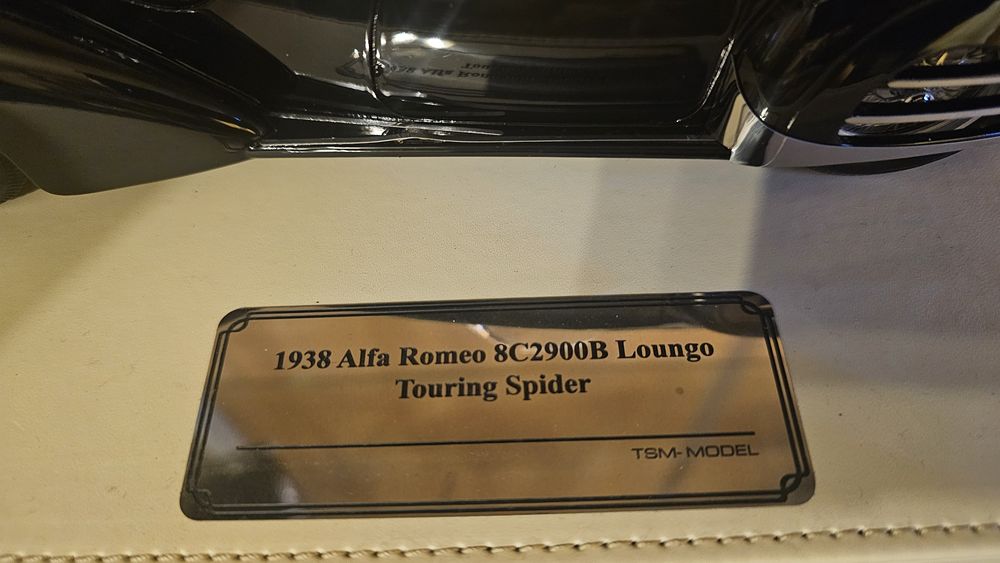 1938 Alfa Romeo 8C2900B Loungo
Touring Spider
TSM-MODEL